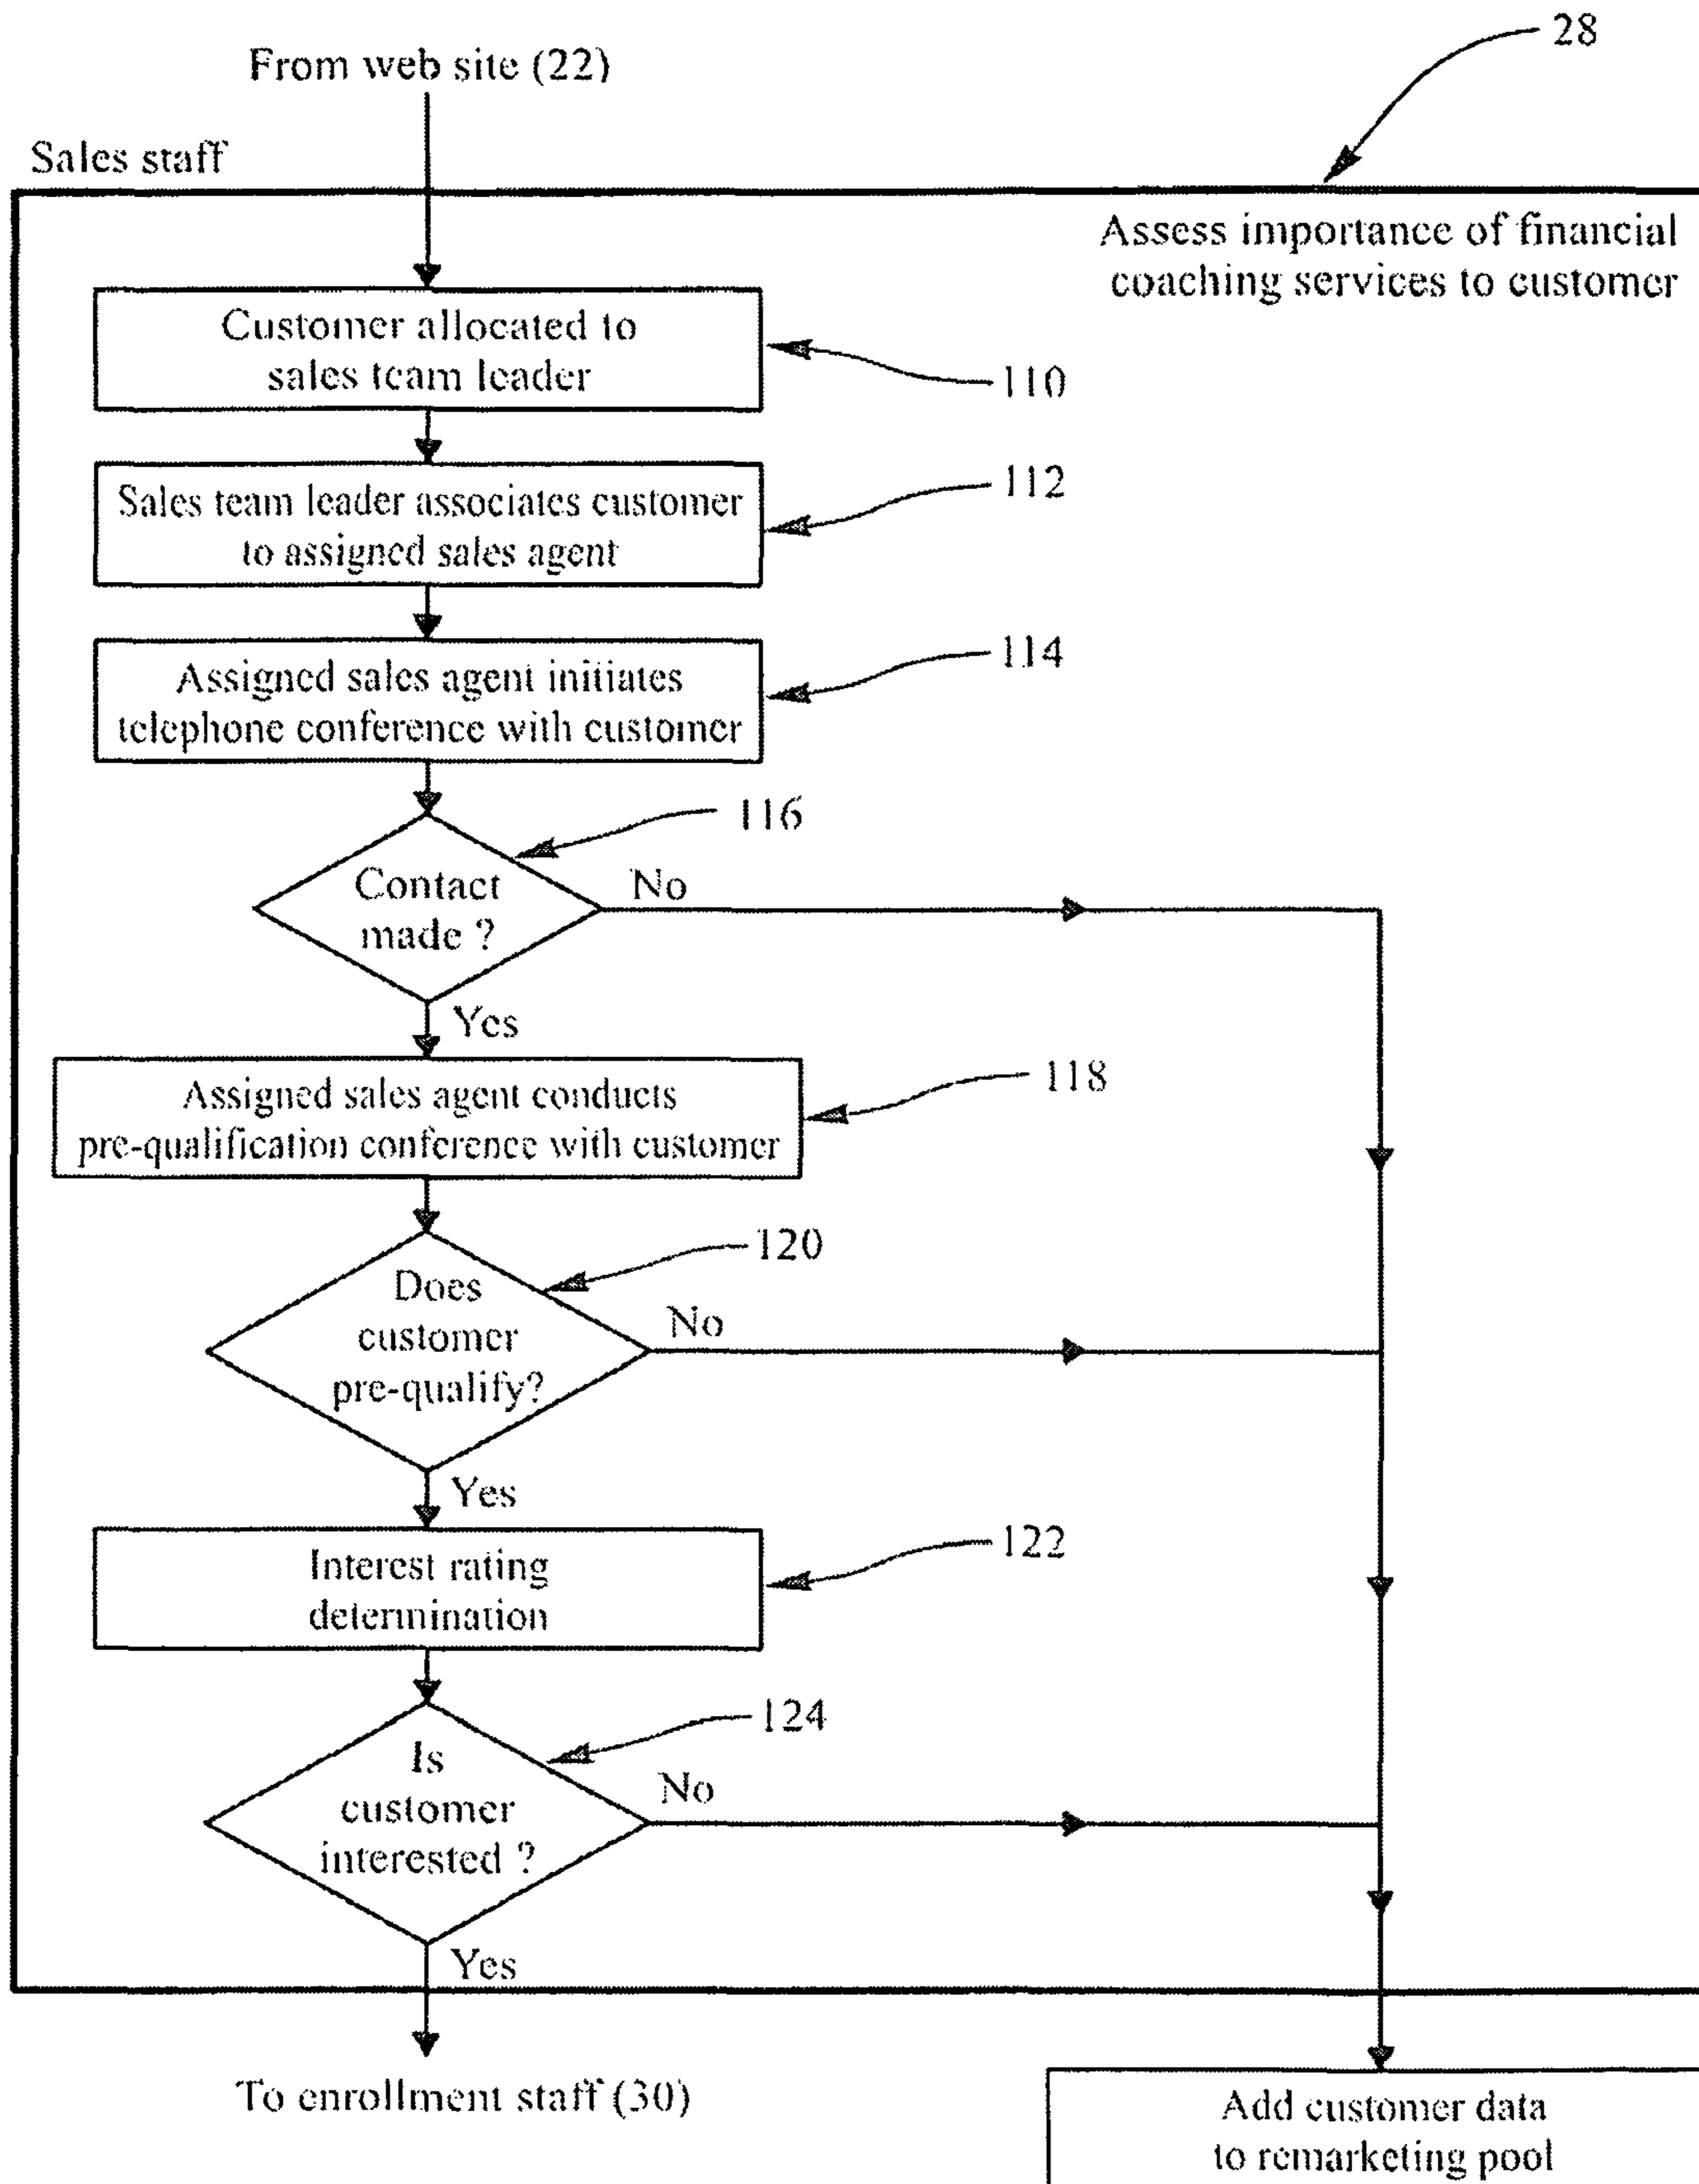 28
From web site (22)
Sales staff
Assess importance of financial
coaching services to customer
Customer allocated to
sales team leader
110
Sales team leader associates customer
to assigned sales agent
112
Assigned sales agent initiates
telephone conference with customer
114
116
Contact
made ?
No
Yes
Assigned sales agent conducts
pre-qualification conference with customer
118
120
Does
customer
pre-qualify?
No
Yes
Interest rating
determination
122
124
Is
customer
interested ?
No
Yes
To enrollment staff (30)
Add customer data
to remarketing pool